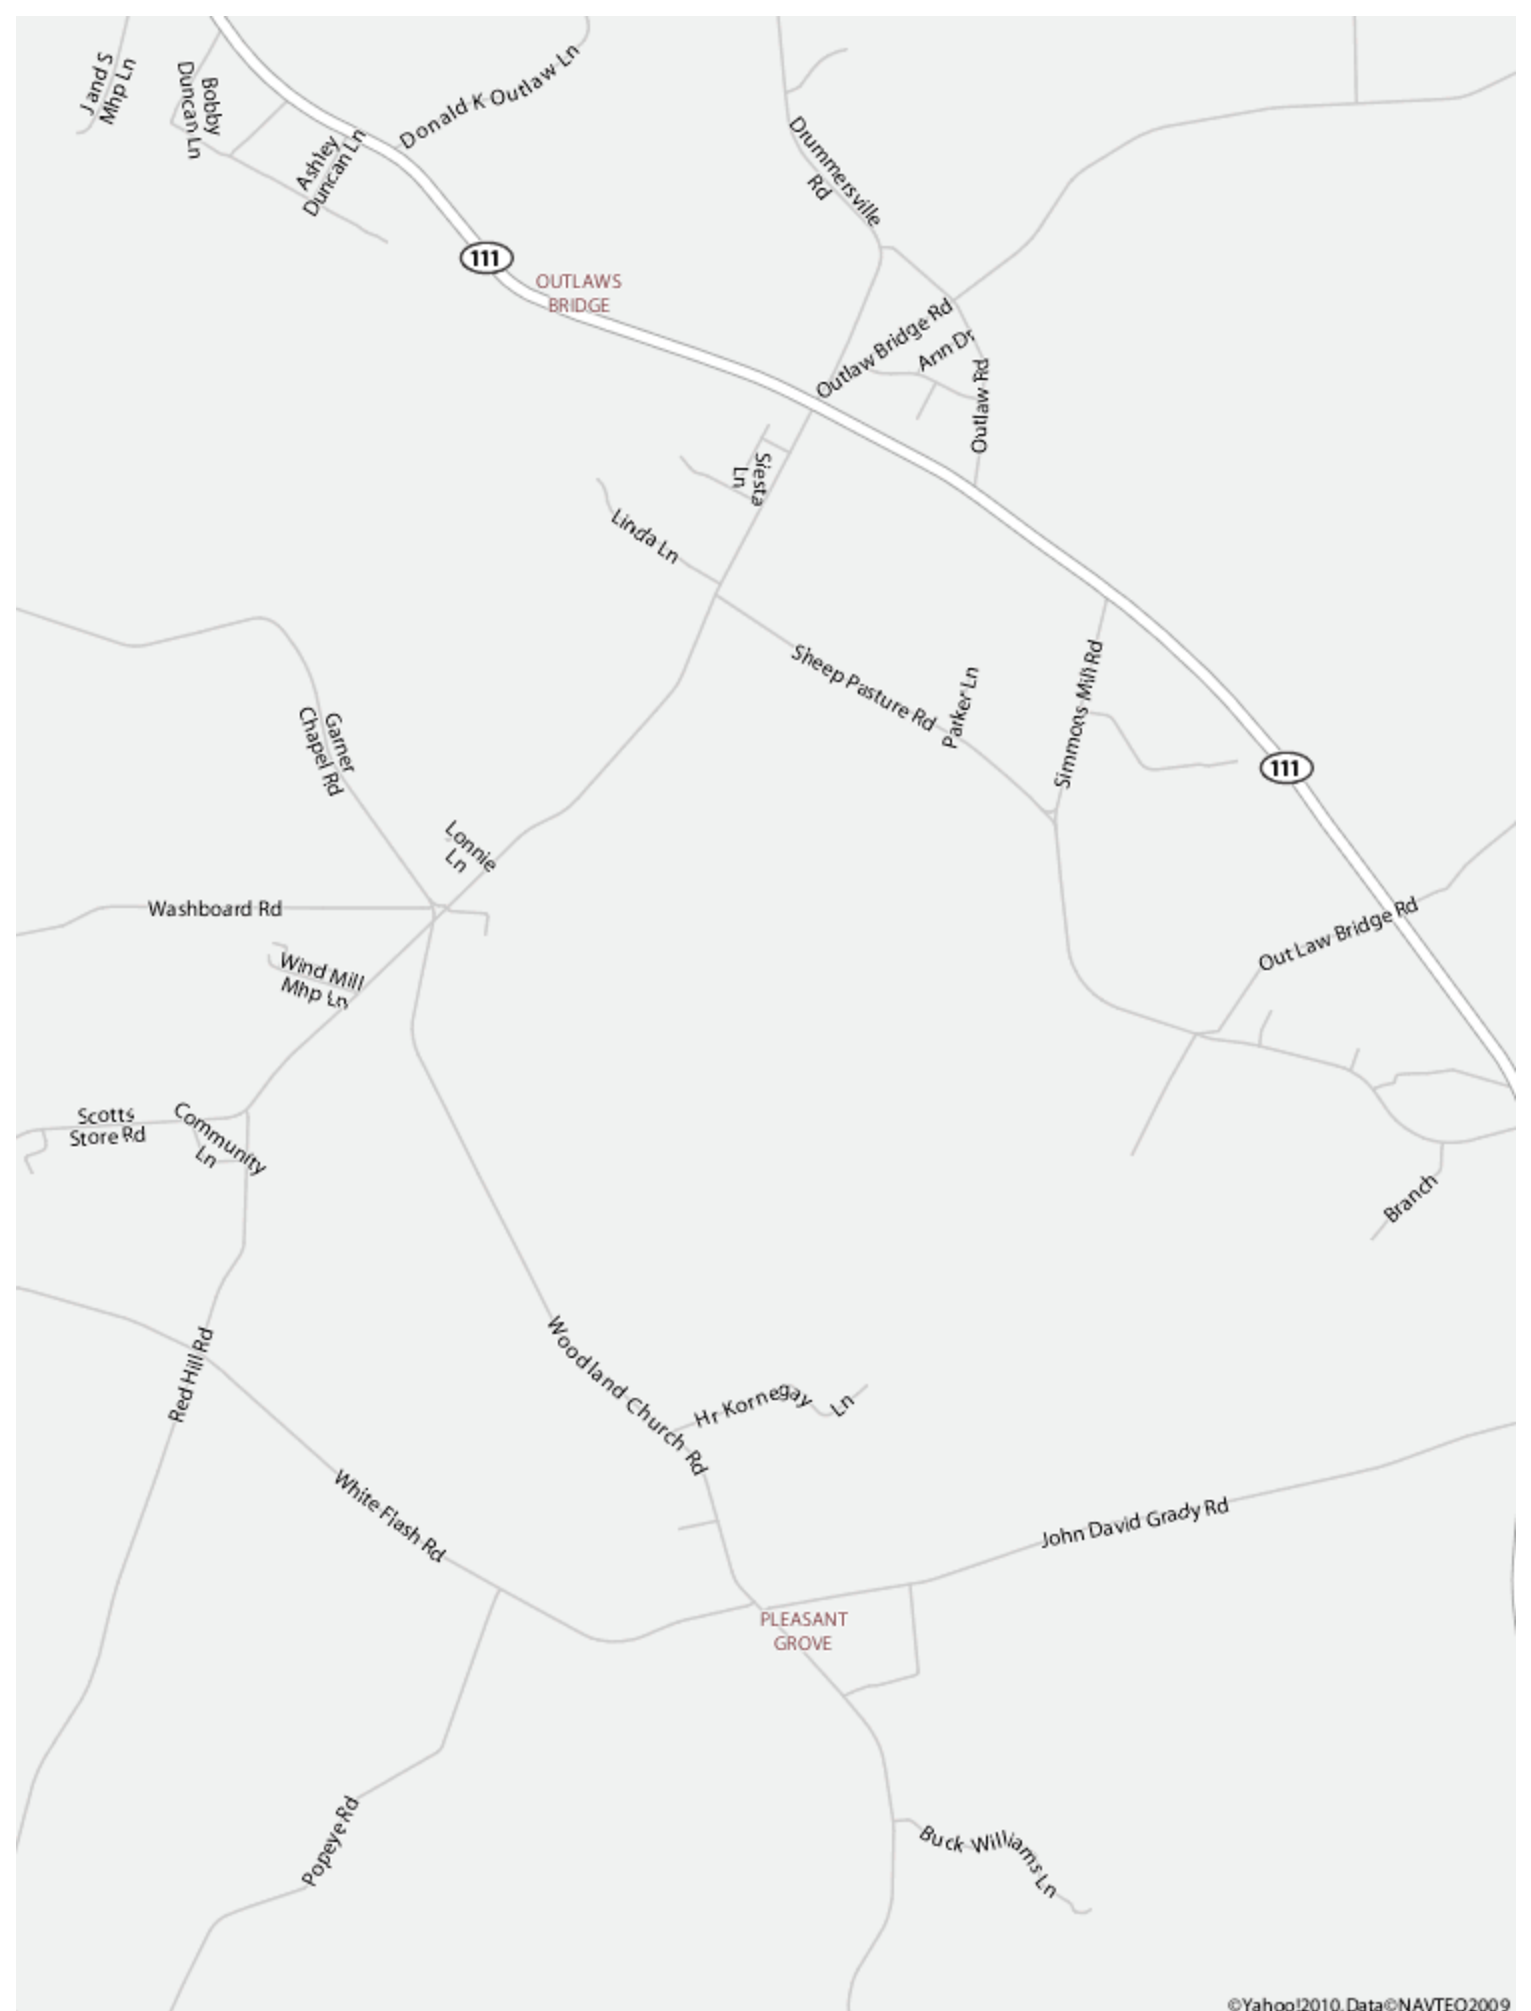 J and S
Mhp Ln
Bobby
Duncan Ln
Ashley
Duncan Ln
Donald K Outlaw Ln
Drummersville
Rd
111
OUTLAWS
BRIDGE
Outlaw Bridge Rd
Ann Dr
Outlaw Rd
Siesta
Ln
Linda Ln
Sheep Pasture Rd
Parker Ln
Simmons Mill Rd
Garner
Chapel Rd
111
Lonnie
Ln
Washboard Rd
Out Law Bridge Rd
Wind Mill
Mhp Ln
Scotts
Store Rd
Community
Ln
Branch
Red Hill Rd
Woodland Church Rd
Hr Kornegay Ln
White Flash Rd
John David Grady Rd
PLEASANT
GROVE
Popeye Rd
Buck Williams Ln
©Yahoo!2010, Data©NAVTEQ2009